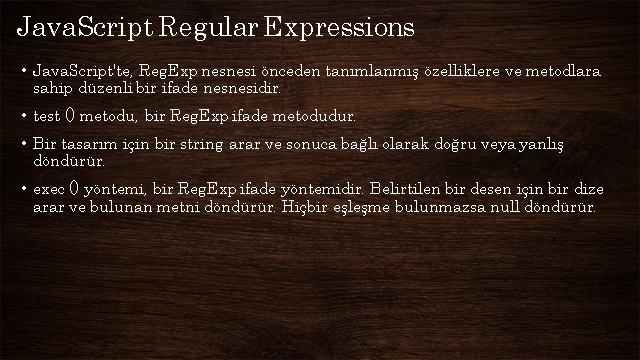 JavaScript Regular Expressions
• JavaScript'te, RegExp nesnesi önceden tanımlanmış özelliklere ve metodlara
sahip düzenli bir ifade nesnesidir.
• test () metodu, bir RegExp ifade metodudur.
• Bir tasarım için bir string arar ve sonuca bağlı olarak doğru veya yanlış
döndürür.
• exec () yöntemi, bir RegExp ifade yöntemidir. Belirtilen bir desen için bir dize
arar ve bulunan metni döndürür. Hiçbir eşleşme bulunmazsa null döndürür.